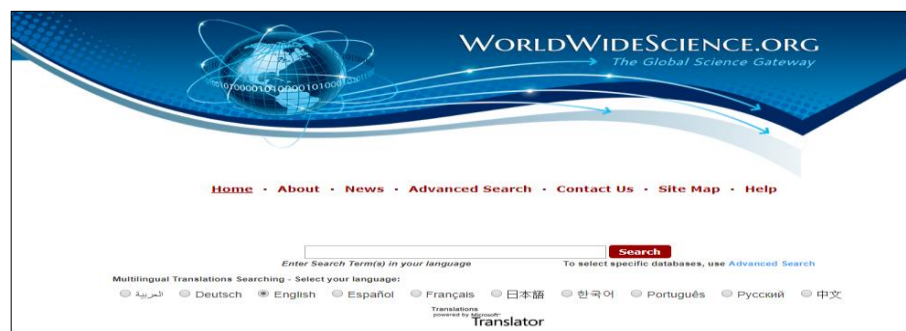 WORLDWIDESCIENCE.ORG
The Global Science Gateway
Home · About · News · Advanced Search · Contact Us · Site Map · Help
Search
Enter Search Term(s) in your language To select specific databases, use Advanced Search
Multilingual Translations Searching - Select your language:
العربية Deutsch English Español Français 日本語 한국어 Português Русский 中文
Translations
powered by Microsoft®
Translator